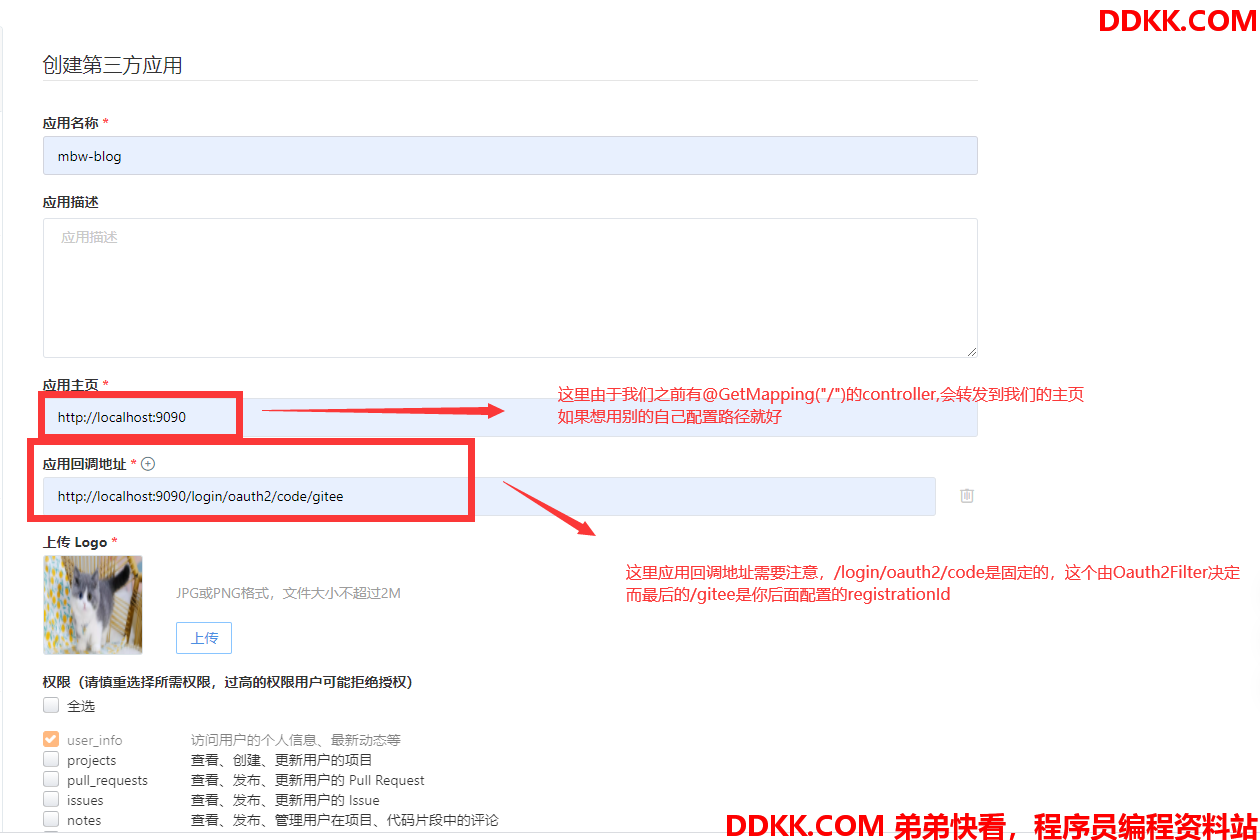 DDKK.COM
创建第三方应用
应用名称 *
mbw-blog
应用描述
应用描述
应用主页 *
http://localhost:9090
这里由于我们之前有@GetMapping("/")的controller,会转发到我们的主页
如果想用别的自己配置路径就好
应用回调地址 *
http://localhost:9090/login/oauth2/code/gitee
这里应用回调地址需要注意，/login/oauth2/code是固定的，这个由Oauth2Filter决定
而最后的/gitee是你后面配置的registrationId
上传 Logo *
JPG或PNG格式，文件大小不超过2M
上传
权限（请慎重选择所需权限，过高的权限用户可能拒绝授权）
全选
user_info 访问用户的个人信息、最新动态等
projects 查看、创建、更新用户的项目
pull_requests 查看、发布、更新用户的 Pull Request
issues 查看、发布、更新用户的 Issue
notes 查看、发布、管理用户在项目、代码片段中的评论
DDKK.COM 弟弟快看，程序员编程资料站